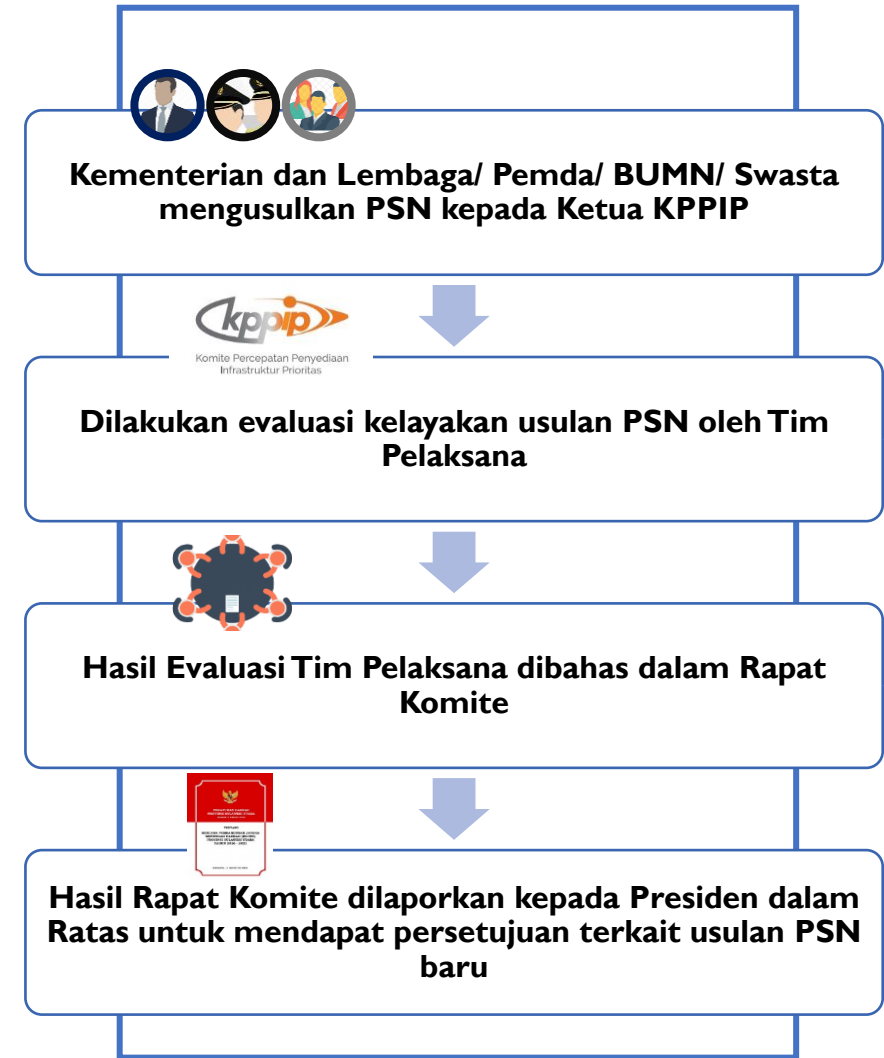 Kementerian dan Lembaga/ Pemda/ BUMN/ Swasta
mengusulkan PSN kepada Ketua KPPIP
kppip
Komite Percepatan Penyediaan
Infrastruktur Prioritas
Dilakukan evaluasi kelayakan usulan PSN oleh Tim
Pelaksana
Hasil Evaluasi Tim Pelaksana dibahas dalam Rapat
Komite
Hasil Rapat Komite dilaporkan kepada Presiden dalam
Ratas untuk mendapat persetujuan terkait usulan PSN
baru